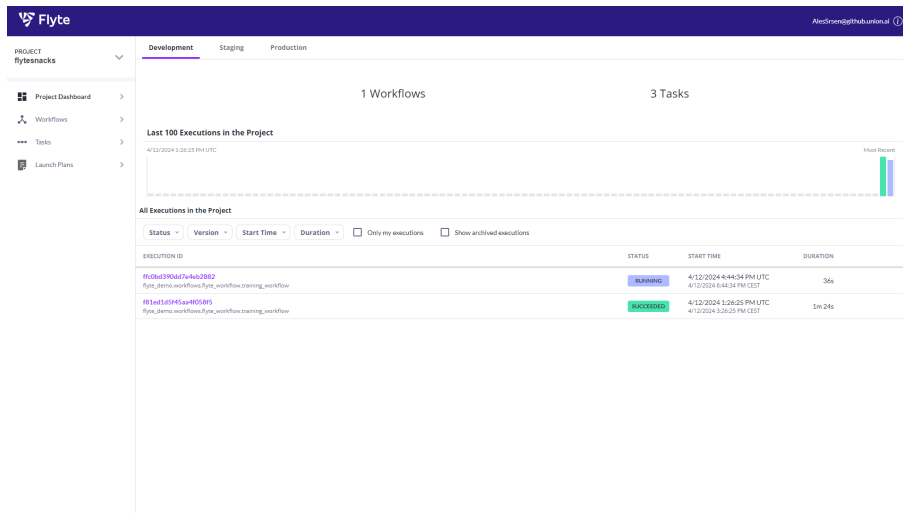 Flyte
AlesSrsen@github.union.ai
PROJECT
flytesnacks
Development Staging Production
Project Dashboard
Workflows
Tasks
Launch Plans
1 Workflows 3 Tasks
Last 100 Executions in the Project
4/12/2024 1:26:25 PM UTC Most Recent
All Executions in the Project
Status Version Start Time Duration Only my executions Show archived executions
EXECUTION ID STATUS START TIME DURATION
ffc0bd390dd7e4eb2882 RUNNING 4/12/2024 4:44:34 PM UTC 36s
flyte_demo.workflows.flyte_workflow.training_workflow 4/12/2024 6:44:34 PM CEST
f81ed1d5f45aa4f058f5 SUCCEEDED 4/12/2024 1:26:25 PM UTC 1m 24s
flyte_demo.workflows.flyte_workflow.training_workflow 4/12/2024 3:26:25 PM CEST